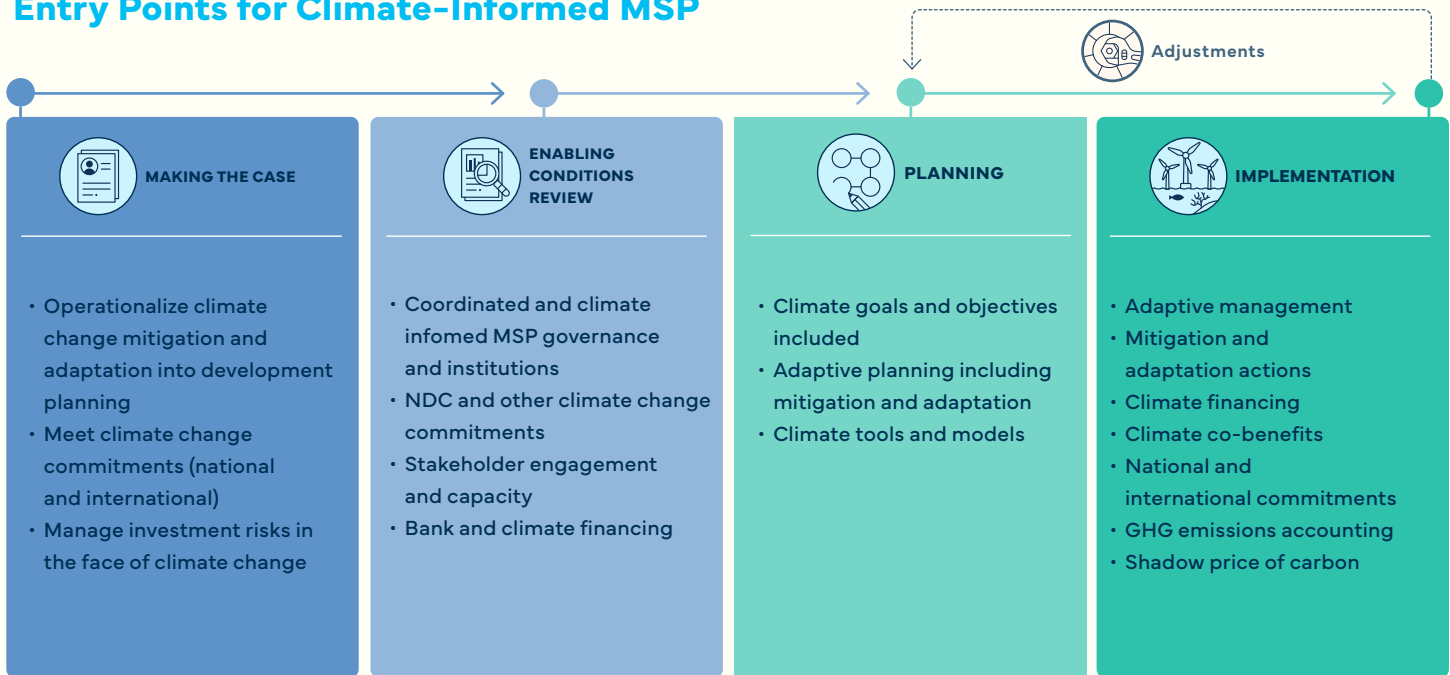 Entry Points for Climate-Informed MSP
Adjustments
MAKING THE CASE
• Operationalize climate
change mitigation and
adaptation into development
planning
• Meet climate change
commitments (national
and international)
• Manage investment risks in
the face of climate change
ENABLING
CONDITIONS
REVIEW
• Coordinated and climate
infomed MSP governance
and institutions
• NDC and other climate change
commitments
• Stakeholder engagement
and capacity
• Bank and climate financing
PLANNING
• Climate goals and objectives
included
• Adaptive planning including
mitigation and adaptation
• Climate tools and models
IMPLEMENTATION
• Adaptive management
• Mitigation and
adaptation actions
• Climate financing
• Climate co-benefits
• National and
international commitments
• GHG emissions accounting
• Shadow price of carbon